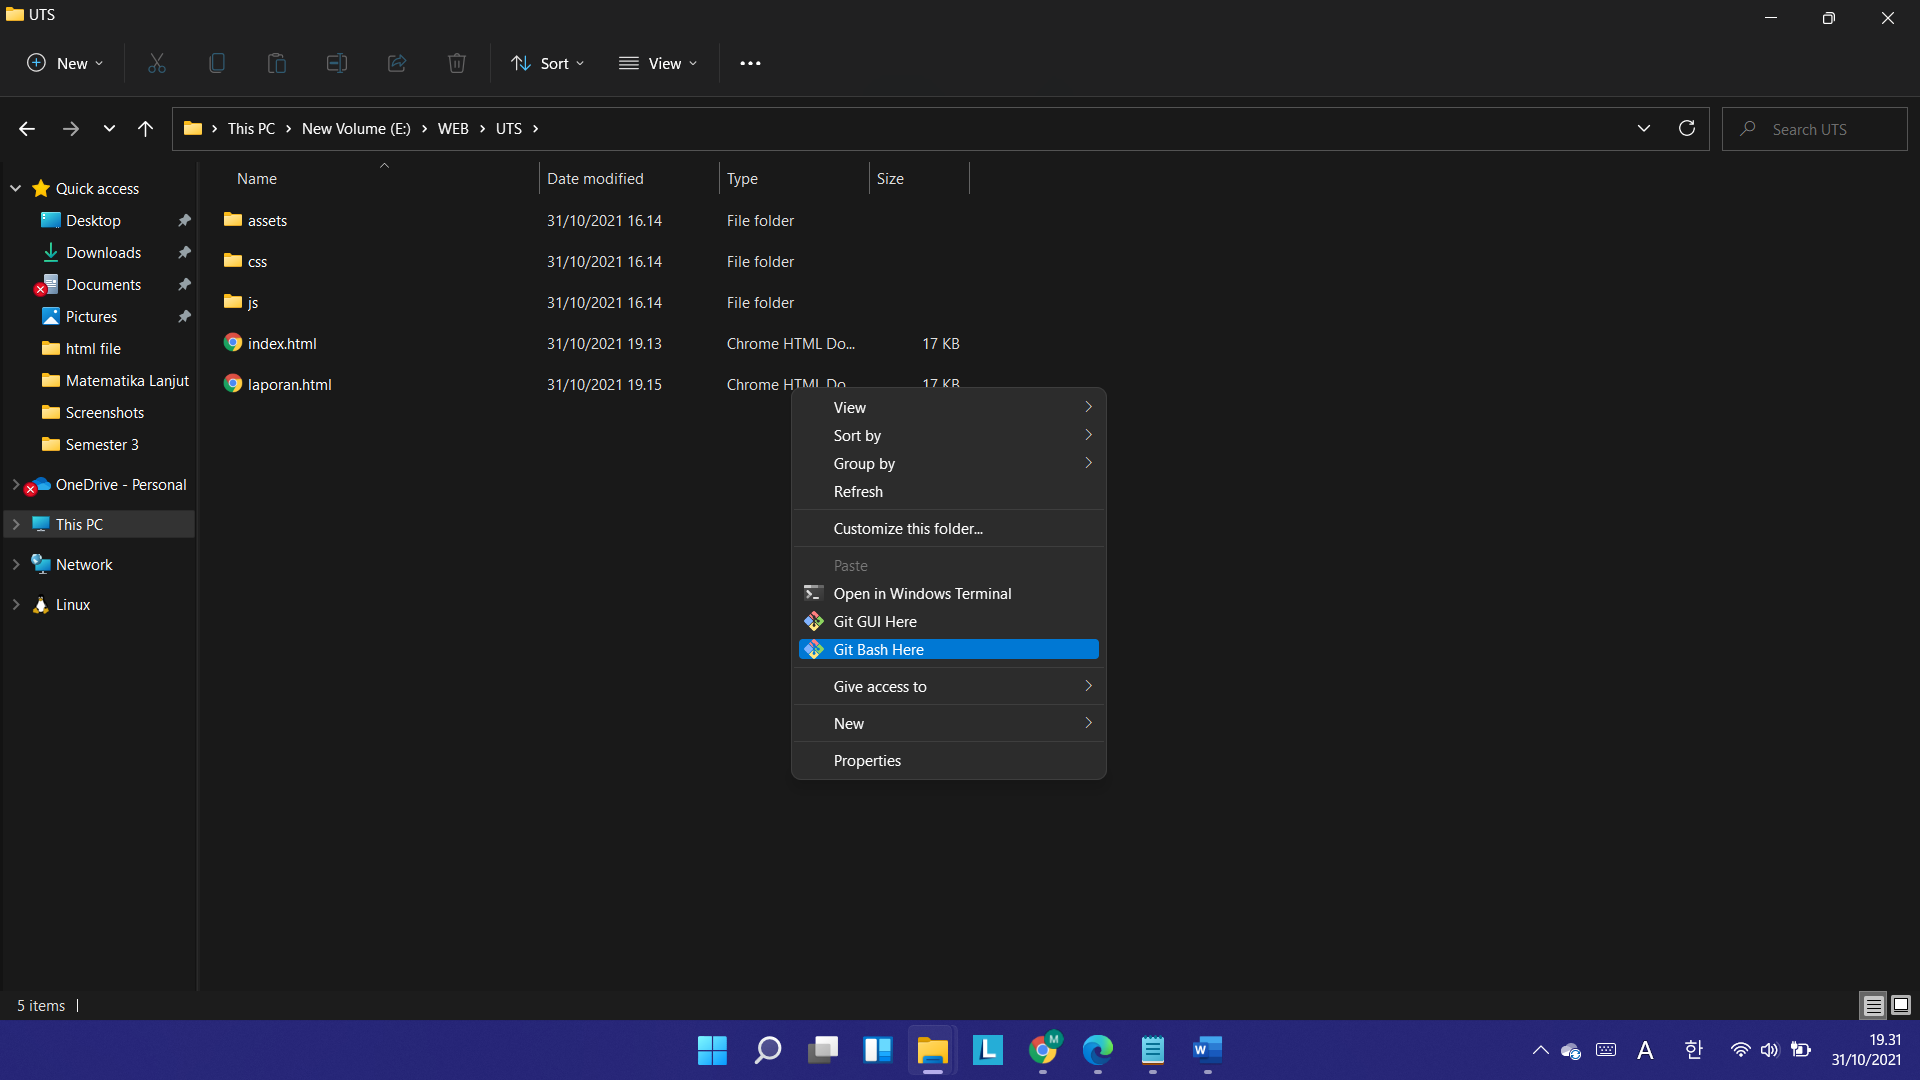 UTS
New
Sort
View
This PC
New Volume (E:)
WEB
UTS
Search UTS
Quick access
Desktop
Downloads
Documents
Pictures
html file
Matematika Lanjut
Screenshots
Semester 3
OneDrive - Personal
This PC
Network
Linux
Name Date modified Type Size
assets 31/10/2021 16.14 File folder
css 31/10/2021 16.14 File folder
js 31/10/2021 16.14 File folder
index.html 31/10/2021 19.13 Chrome HTML Do... 17 KB
laporan.html 31/10/2021 19.15 Chrome HTML Do... 17 KB
View
Sort by
Group by
Refresh
Customize this folder...
Paste
Open in Windows Terminal
Git GUI Here
Git Bash Here
Give access to
New
Properties
5 items
L
M
W
A
한
19.31
31/10/2021